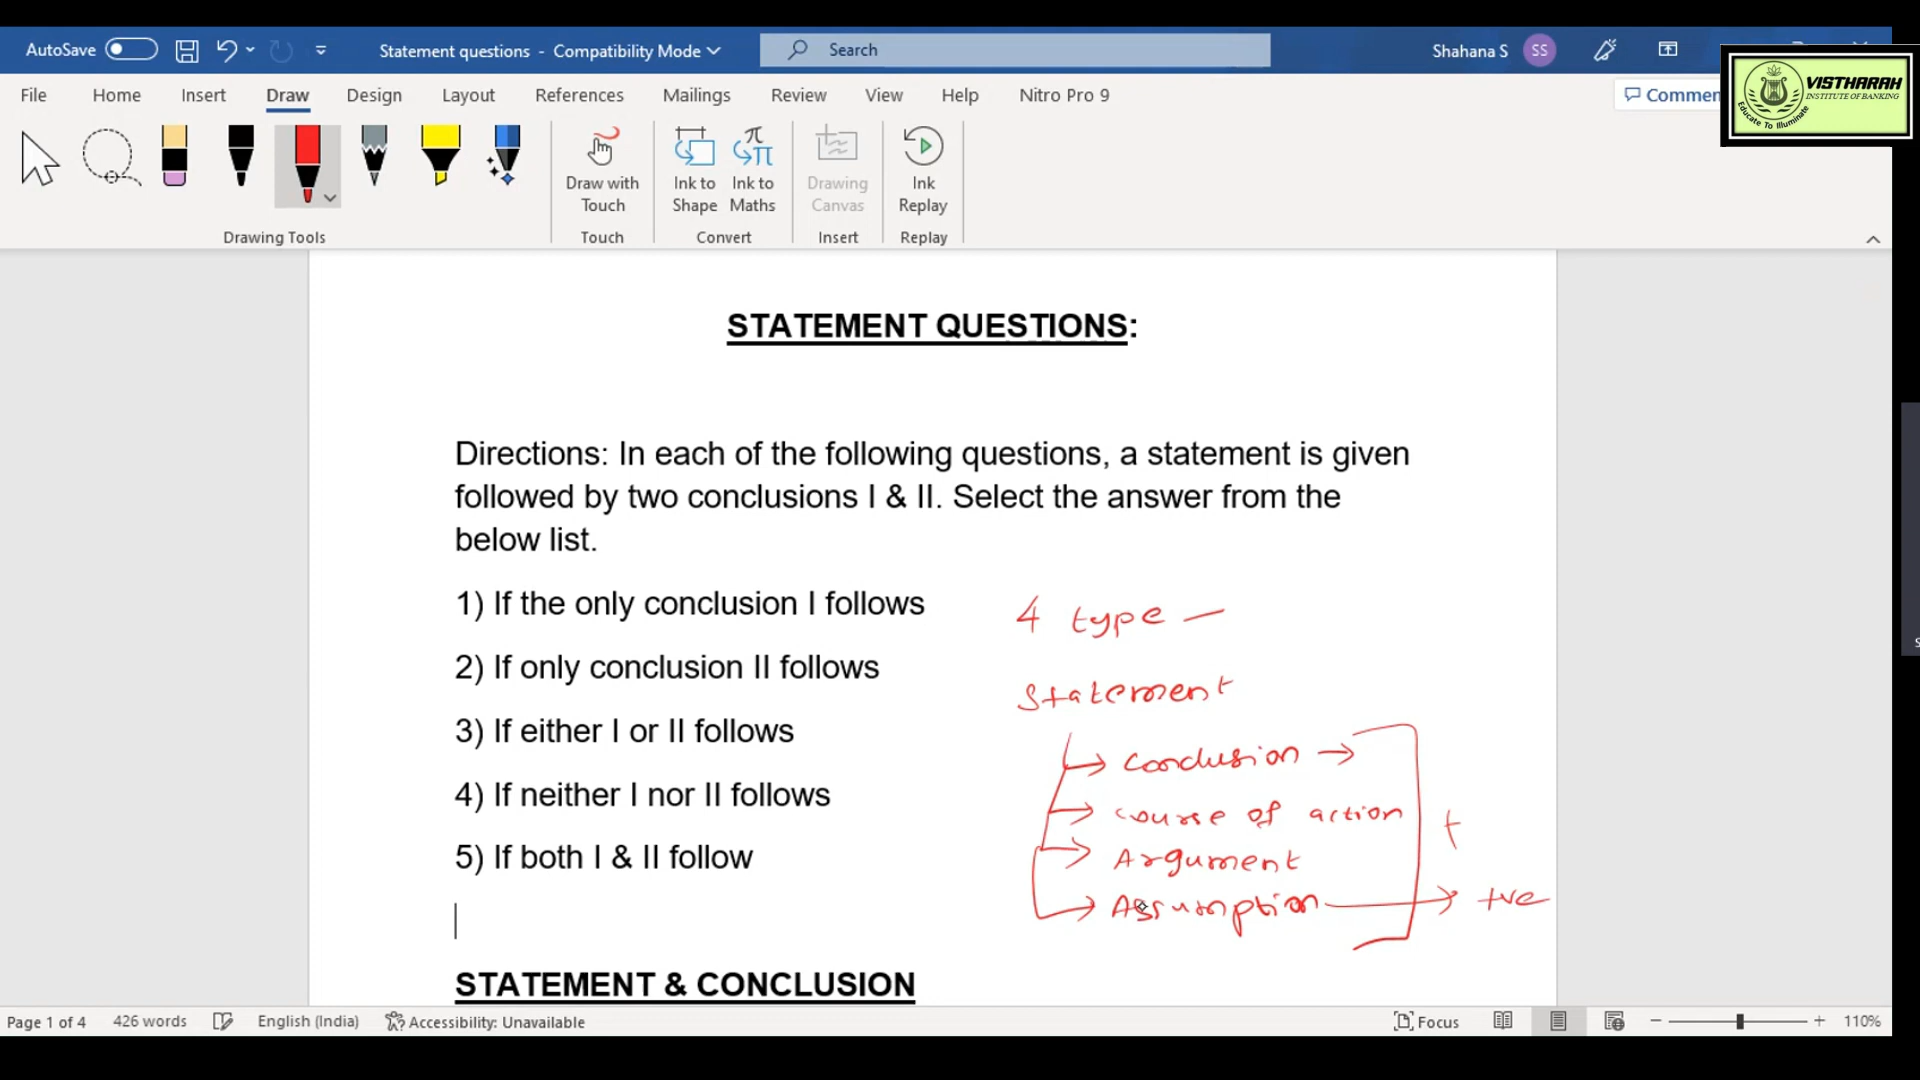 AutoSave
Statement questions - Compatibility Mode
Search
Shahana S
SS
File Home Insert Draw Design Layout References Mailings Review View Help Nitro Pro 9
Commen
VISTHARAH
INSTITUTE OF BANKING
Educate To Illuminate
Draw with Touch
Ink to Shape
Ink to Maths
Drawing Canvas
Ink Replay
Drawing Tools Touch Convert Insert Replay
STATEMENT QUESTIONS:
Directions: In each of the following questions, a statement is given
followed by two conclusions I & II. Select the answer from the
below list.
1) If the only conclusion I follows
2) If only conclusion II follows
3) If either I or II follows
4) If neither I nor II follows
5) If both I & II follow
4 type -
Statement
→ Conclusion →
→ course of action
→ Argument
→ Assumption → +ve
STATEMENT & CONCLUSION
Page 1 of 4 426 words English (India) Accessibility: Unavailable Focus - + 110%